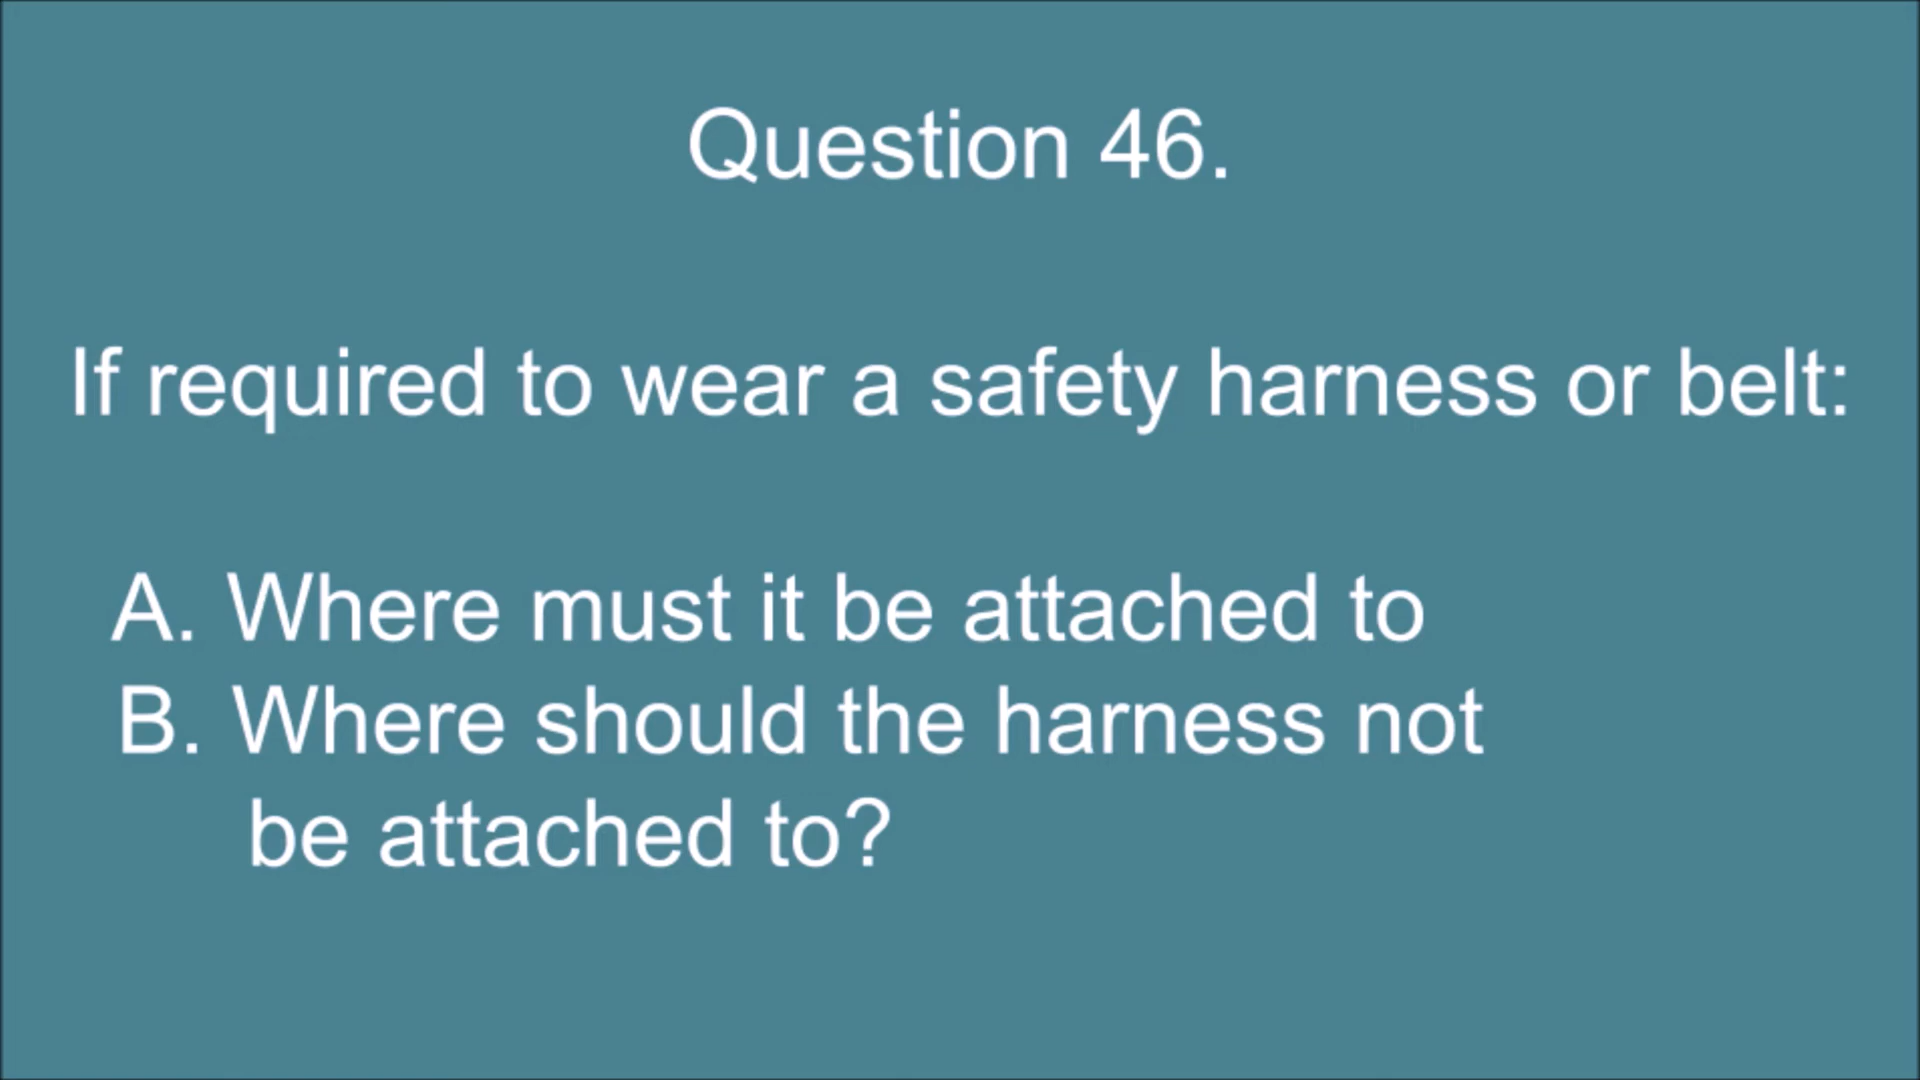 Question 46.
If required to wear a safety harness or belt:
A. Where must it be attached to
B. Where should the harness not
be attached to?